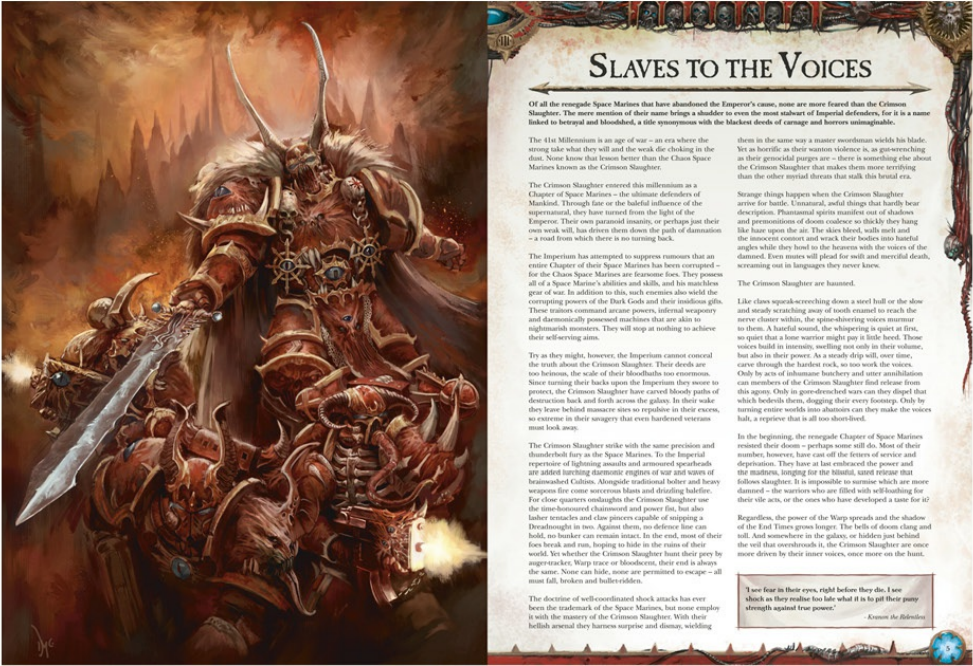 SLAVES TO THE VOICES
Of all the renegade Space Marines that have abandoned the Emperor's cause, none are more feared than the Crimson
Slaughter. The mere mention of their name brings a shudder to even the most stalwart of Imperial defenders, for it is a name
linked to betrayal and bloodshed, a title synonymous with the blackest deeds of carnage and horrors unimaginable.
The 41st Millennium is an age of war – an era where the
strong take what they will and the weak die choking in the
dust. None know that lesson better than the Chaos Space
Marines known as the Crimson Slaughter.
The Crimson Slaughter entered this millennium as a
Chapter of Space Marines – the ultimate defenders of
Mankind. Through fate or the baleful influence of the
supernatural, they have turned from the light of the
Emperor. Their own paranoid insanity, or perhaps just their
own weak will, has driven them down the path of damnation
– a road from which there is no turning back.
The Imperium has attempted to suppress rumours that an
entire Chapter of their Space Marines has been corrupted –
for the Chaos Space Marines are fearsome foes. They possess
all of a Space Marine's abilities and skills, and his matchless
gear of war. In addition to this, such enemies also wield the
corrupting powers of the Dark Gods and their insidious gifts.
These traitors command arcane powers, infernal weaponry
and daemonically possessed machines that are akin to
nightmarish monsters. They will stop at nothing to achieve
their self-serving aims.
Try as they might, however, the Imperium cannot conceal
the truth about the Crimson Slaughter. Their deeds are
too heinous, the scale of their bloodbaths too enormous.
Since turning their backs upon the Imperium they swore to
protect, the Crimson Slaughter have carved bloody paths of
destruction back and forth across the galaxy. In their wake
they leave behind massacre sites so repulsive in their excess,
so extreme in their savagery that even hardened veterans
must look away.
The Crimson Slaughter strike with the same precision and
thunderbolt fury as the Space Marines. To the Imperial
repertoire of lightning assaults and armoured spearheads
are added lurching daemonic engines of war and waves of
brainwashed Cultists. Alongside traditional bolter and heavy
weapons fire come sorcerous blasts and drizzling balefire.
For close quarters onslaughts the Crimson Slaughter use
the time-honoured chainsword and power fist, but also
lasher tentacles and claw pincers capable of snipping a
Dreadnought in two. Against them, no defence line can
hold, no bunker can remain intact. In the end, most of their
foes break and run, hoping to hide in the ruins of their
world. Yet whether the Crimson Slaughter hunt their prey by
auger-tracker, Warp trace or bloodscent, their end is always
the same. None can hide, none are permitted to escape – all
must fall, broken and bullet-ridden.
The doctrine of well-coordinated shock attacks has ever
been the trademark of the Space Marines, but none employ
it with the mastery of the Crimson Slaughter. With their
hellish arsenal they harness surprise and dismay, wielding
them in the same way a master swordsman wields his blade.
Yet as horrific as their wanton violence is, as gut-wrenching
as their genocidal purges are – there is something else about
the Crimson Slaughter that makes them more terrifying
than the other myriad threats that stalk this brutal era.
Strange things happen when the Crimson Slaughter
arrive for battle. Unnatural, awful things that hardly bear
description. Phantasmal spirits manifest out of shadows
and premonitions of doom coalesce so thickly they hang
like haze upon the air. The skies bleed, walls melt and
the innocent contort and wrack their bodies into hateful
angles while they howl to the heavens with the voices of the
damned. Even mutes will plead for swift and merciful death,
screaming out in languages they never knew.
The Crimson Slaughter are haunted.
Like claws squeak-screeching down a steel hull or the slow
and steady scratching away of tooth enamel to reach the
nerve cluster within, the spine-shivering voices murmur
to them. A hateful sound, the whispering is quiet at first,
so quiet that a lone warrior might pay it little heed. Those
voices build in intensity, swelling not only in their volume,
but also in their power. As a steady drip will, over time,
carve through the hardest rock, so too work the voices.
Only by acts of inhumane butchery and utter annihilation
can members of the Crimson Slaughter find release from
this agony. Only in gore-drenched wars can they dispel that
which bedevils them, dogging their every footstep. Only by
turning entire worlds into abattoirs can they make the voices
halt, a reprieve that is all too short-lived.
In the beginning, the renegade Chapter of Space Marines
resisted their doom – perhaps some still do. Most of their
number, however, have cast off the fetters of service and
deprivation. They have at last embraced the power and
the madness, longing for the blissful, sated release that
follows slaughter. It is impossible to surmise which are more
damned – the warriors who are filled with self-loathing for
their vile acts, or the ones who have developed a taste for it?
Regardless, the power of the Warp spreads and the shadow
of the End Times grows longer. The bells of doom clang and
toll. And somewhere in the galaxy, or hidden just behind
the veil that overshrouds it, the Crimson Slaughter are once
more driven by their inner voices, once more on the hunt.
'I see fear in their eyes, right before they die. I see
shock as they realise too late what it is to pit their puny
strength against true power.'
- Kranon the Relentless
5